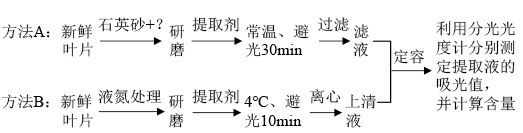 方法A: 新鲜叶片 石英砂+? 研磨 提取剂 常温、避光30min 过滤 滤液
方法B: 新鲜叶片 液氮处理 研磨 提取剂 4℃、避光10min 离心 上清液
定容
利用分光光
度计分别测
定提取液的
吸光值,
并计算含量